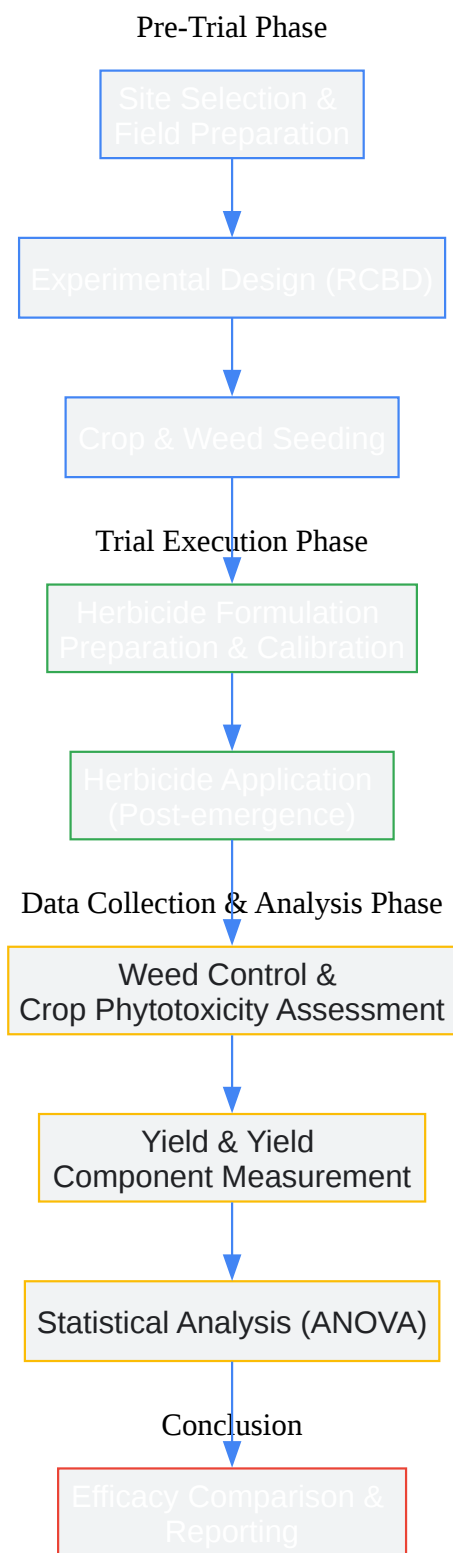 Pre-Trial Phase
Site Selection &
Field Preparation
Experimental Design (RCBD)
Crop & Weed Seeding
Trial Execution Phase
Herbicide Formulation
Preparation & Calibration
Herbicide Application
(Post-emergence)
Data Collection & Analysis Phase
Weed Control &
Crop Phytotoxicity Assessment
Yield & Yield
Component Measurement
Statistical Analysis (ANOVA)
Conclusion
Efficacy Comparison &
Reporting